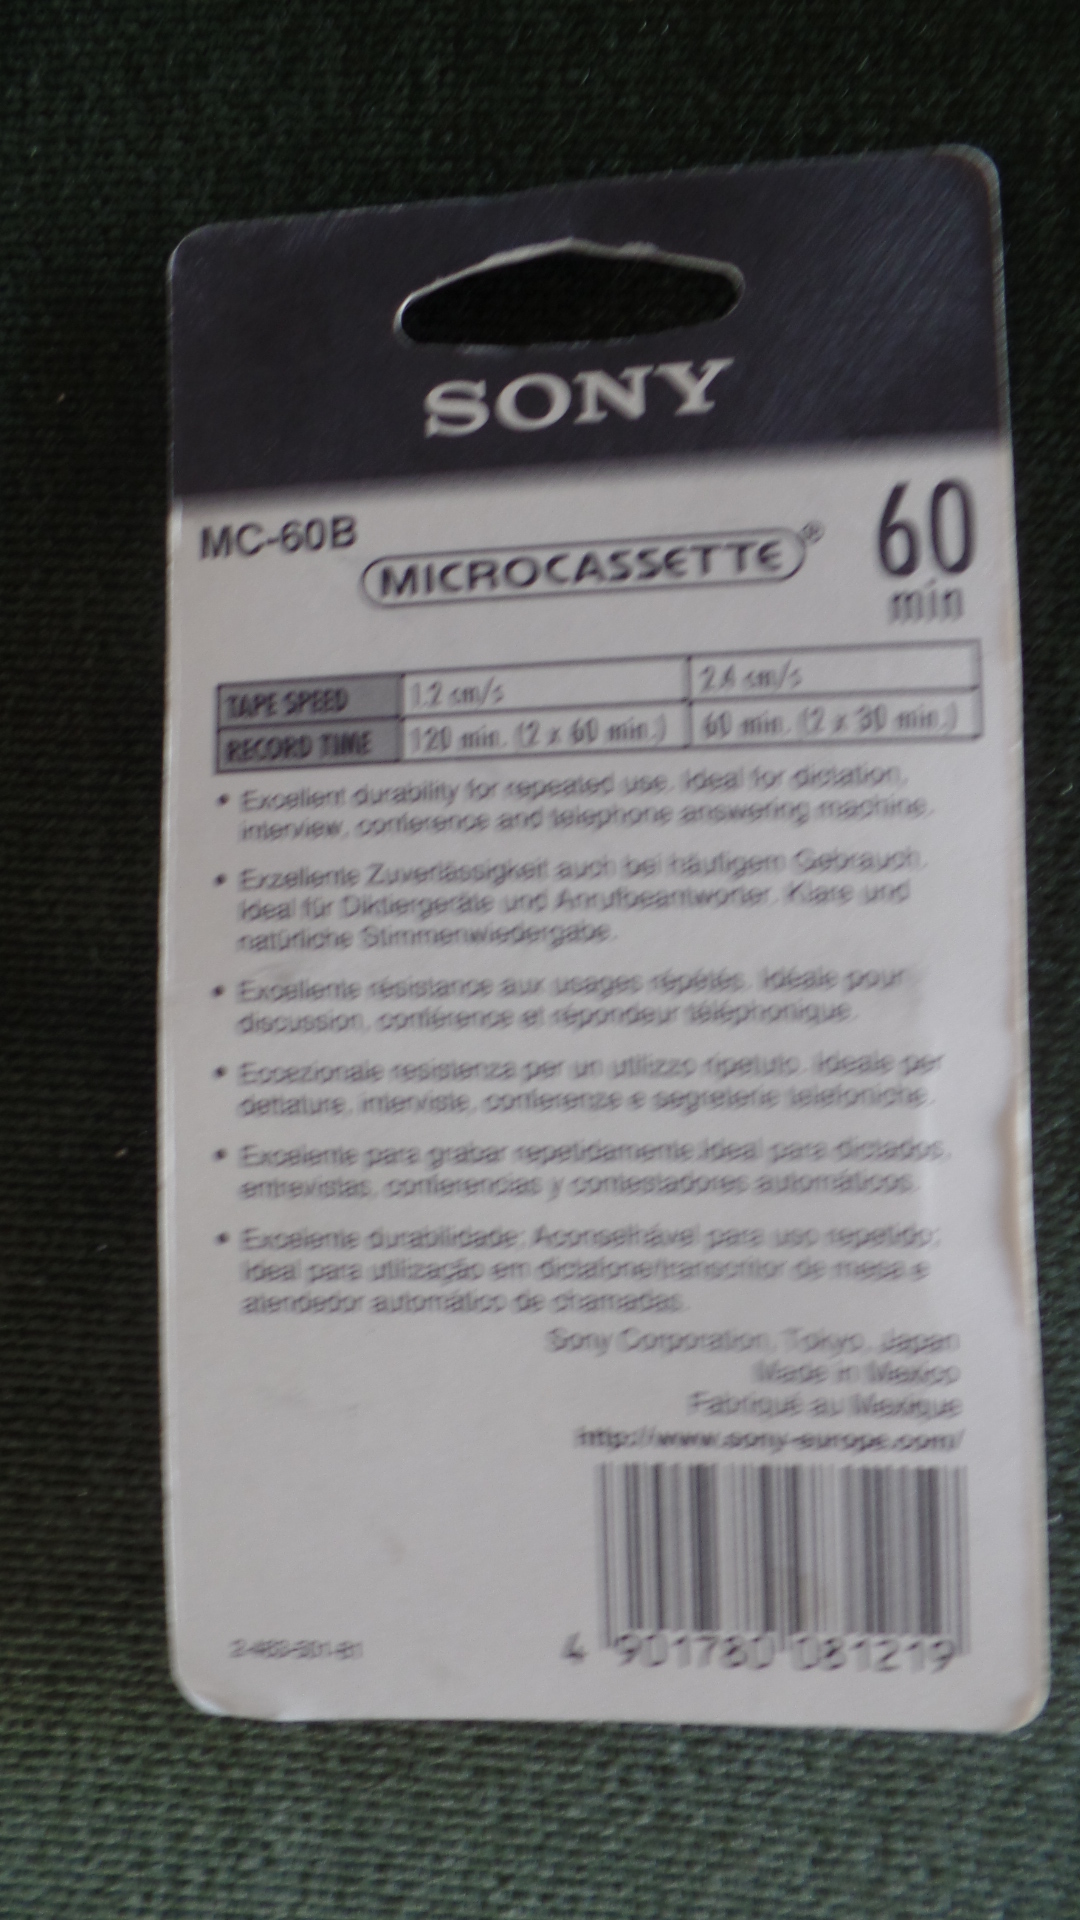 SONY
MC-60B
MICROCASSETTE®
60
min
TAPE SPEED 1.2 cm/s 2.4 cm/s
RECORD TIME 120 min. (2 x 60 min.) 60 min. (2 x 30 min.)
• Excellent durability for repeated use. Ideal for dictation,
interview, conference and telephone answering machine.
• Exzellente Zuverlässigkeit auch bei häufigem Gebrauch.
Ideal für Diktiergeräte und Anrufbeantworter. Klare und
natürliche Stimmenwiedergabe.
• Excellente résistance aux usages répétés. Idéale pour
discussion, conférence et répondeur téléphonique.
• Eccezionale resistenza per un utilizzo ripetuto. Ideale per
dettature, interviste, conferenze e segreterie telefoniche.
• Excelente para grabar repetidamente.Ideal para dictados,
entrevistas, conferencias y contestadores automáticos.
• Excelente durabilidade; Aconselhável para uso repetido;
Ideal para utilização em dictafone/transcritor de mesa e
atendedor automático de chamadas.
Sony Corporation, Tokyo, Japan
Made in Mexico
Fabriqué au Mexique
http://www.sony-europe.com/
4 901780 081219